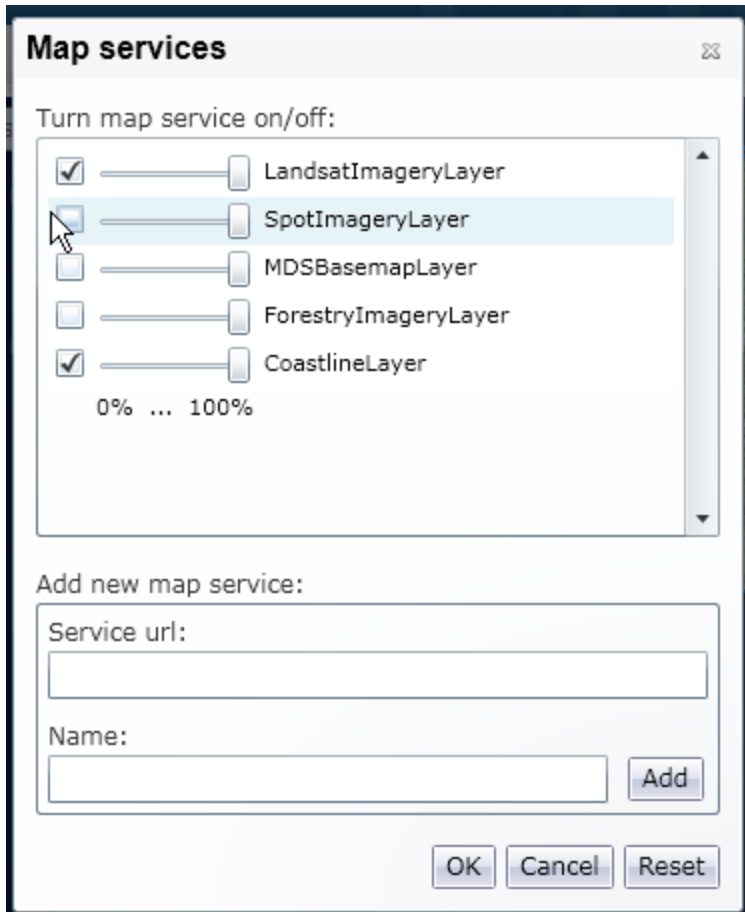 Map services
Turn map service on/off:
LandsatImageryLayer
SpotImageryLayer
MDSBasemapLayer
ForestryImageryLayer
CoastlineLayer
0% ... 100%
Add new map service:
Service url:
Name:
Add
OK Cancel Reset